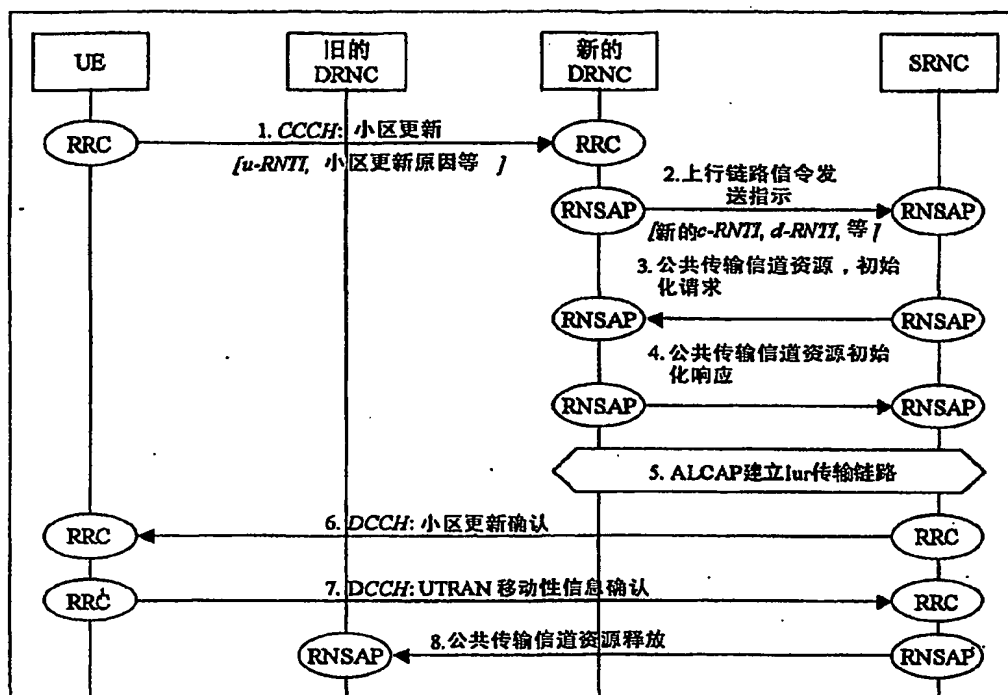 UE
旧的
DRNC
新的
DRNC
SRNC
RRC
1. CCCH: 小区更新
RRC
[u-RNTI, 小区更新原因等 ]
RNSAP
2.上行链路信令发
送指示
RNSAP
[新的c-RNTI, d-RNTI, 等]
3.公共传输信道资源，初始
化请求
RNSAP
RNSAP
4.公共传输信道资源初始
化响应
RNSAP
RNSAP
5. ALCAP建立Iur传输链路
RRC
6. DCCH: 小区更新确认
RRC
RRC
7. DCCH: UTRAN 移动性信息确认
RRC
RNSAP
8.公共传输信道资源释放
RNSAP